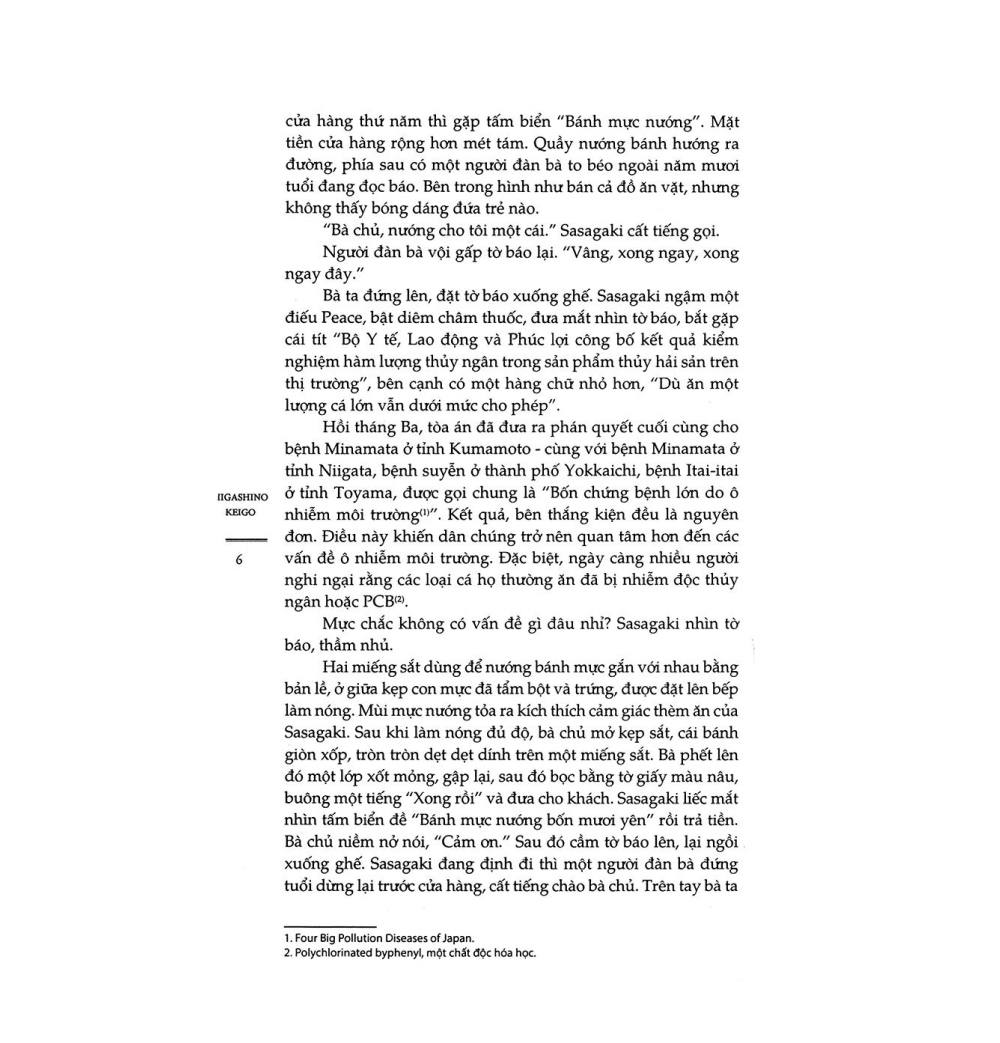 cửa hàng thứ năm thì gặp tấm biển “Bánh mực nướng”. Mặt
tiền cửa hàng rộng hơn mét tám. Quầy nướng bánh hướng ra
đường, phía sau có một người đàn bà to béo ngoài năm mươi
tuổi đang đọc báo. Bên trong hình như bán cả đồ ăn vặt, nhưng
không thấy bóng dáng đứa trẻ nào.
“Bà chủ, nướng cho tôi một cái.” Sasagaki cất tiếng gọi.
Người đàn bà vội gấp tờ báo lại. “Vâng, xong ngay, xong
ngay đây.”
Bà ta đứng lên, đặt tờ báo xuống ghế. Sasagaki ngậm một
điếu Peace, bật diêm châm thuốc, đưa mắt nhìn tờ báo, bắt gặp
cái tít “Bộ Y tế, Lao động và Phúc lợi công bố kết quả kiểm
nghiệm hàm lượng thủy ngân trong sản phẩm thủy hải sản trên
thị trường”, bên cạnh có một hàng chữ nhỏ hơn, “Dù ăn một
lượng cá lớn vẫn dưới mức cho phép”.
Hồi tháng Ba, tòa án đã đưa ra phán quyết cuối cùng cho
bệnh Minamata ở tỉnh Kumamoto - cùng với bệnh Minamata ở
tỉnh Niigata, bệnh suyễn ở thành phố Yokkaichi, bệnh Itai-itai
ở tỉnh Toyama, được gọi chung là “Bốn chứng bệnh lớn do ô
nhiễm môi trường(1)”. Kết quả, bên thắng kiện đều là nguyên
đơn. Điều này khiến dân chúng trở nên quan tâm hơn đến các
vấn đề ô nhiễm môi trường. Đặc biệt, ngày càng nhiều người
nghi ngại rằng các loại cá họ thường ăn đã bị nhiễm độc thủy
ngân hoặc PCB(2).
Mực chắc không có vấn đề gì đâu nhỉ? Sasagaki nhìn tờ
báo, thầm nhủ.
Hai miếng sắt dùng để nướng bánh mực gắn với nhau bằng
bản lề, ở giữa kẹp con mực đã tẩm bột và trứng, được đặt lên bếp
làm nóng. Mùi mực nướng tỏa ra kích thích cảm giác thèm ăn của
Sasagaki. Sau khi làm nóng đủ độ, bà chủ mở kẹp sắt, cái bánh
giòn xốp, tròn tròn dẹt dẹt dính trên một miếng sắt. Bà phết lên
đó một lớp xốt mỏng, gập lại, sau đó bọc bằng tờ giấy màu nâu,
buông một tiếng “Xong rồi” và đưa cho khách. Sasagaki liếc mắt
nhìn tấm biển đề “Bánh mực nướng bốn mươi yên” rồi trả tiền.
Bà chủ niềm nở nói, “Cảm ơn.” Sau đó cầm tờ báo lên, lại ngồi
xuống ghế. Sasagaki đang định đi thì một người đàn bà đứng
tuổi dừng lại trước cửa hàng, cất tiếng chào bà chủ. Trên tay bà ta
IIGASHINO
KEIGO
6
1. Four Big Pollution Diseases of Japan.
2. Polychlorinated byphenyl, một chất độc hóa học.